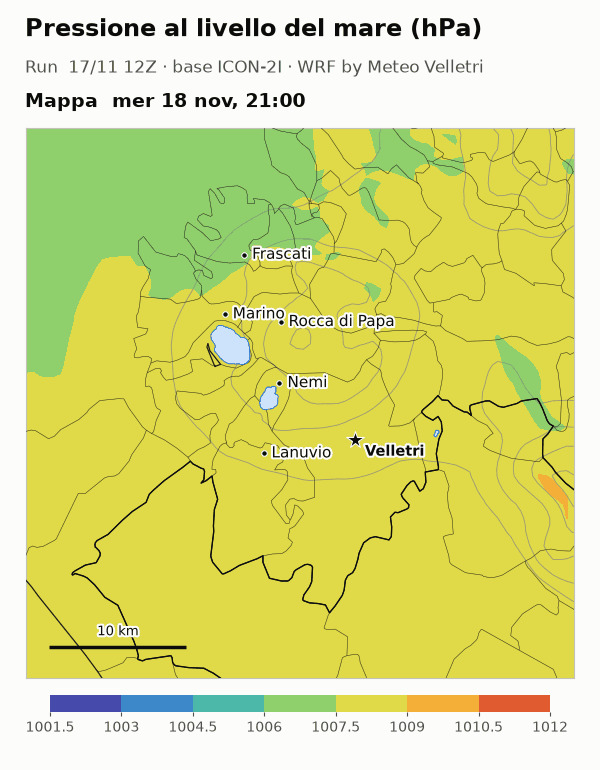 Pressione al livello del mare (hPa)
Run  17/11 12Z · base ICON-2I · WRF by Meteo Velletri
Mappa  mer 18 nov, 21:00
Frascati
Marino
Rocca di Papa
Nemi
Velletri
Lanuvio
10 km
1001.5 1003 1004.5 1006 1007.5 1009 1010.5 1012